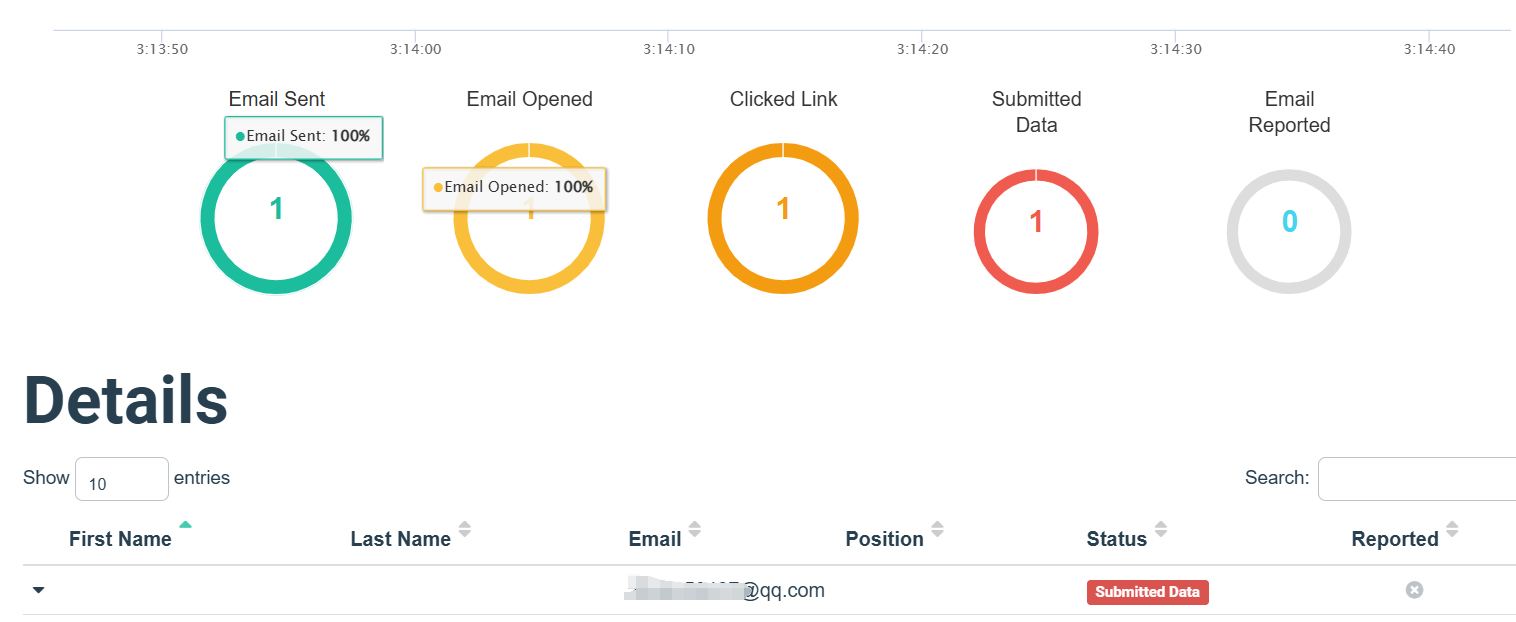 3:13:50 3:14:00 3:14:10 3:14:20 3:14:30 3:14:40
Email Sent Email Opened Clicked Link Submitted Data Email Reported
Email Sent: 100%
Email Opened: 100%
1 1 1 1 0
Details
Show 10 entries Search:
First Name Last Name Email Position Status Reported
@qq.com Submitted Data